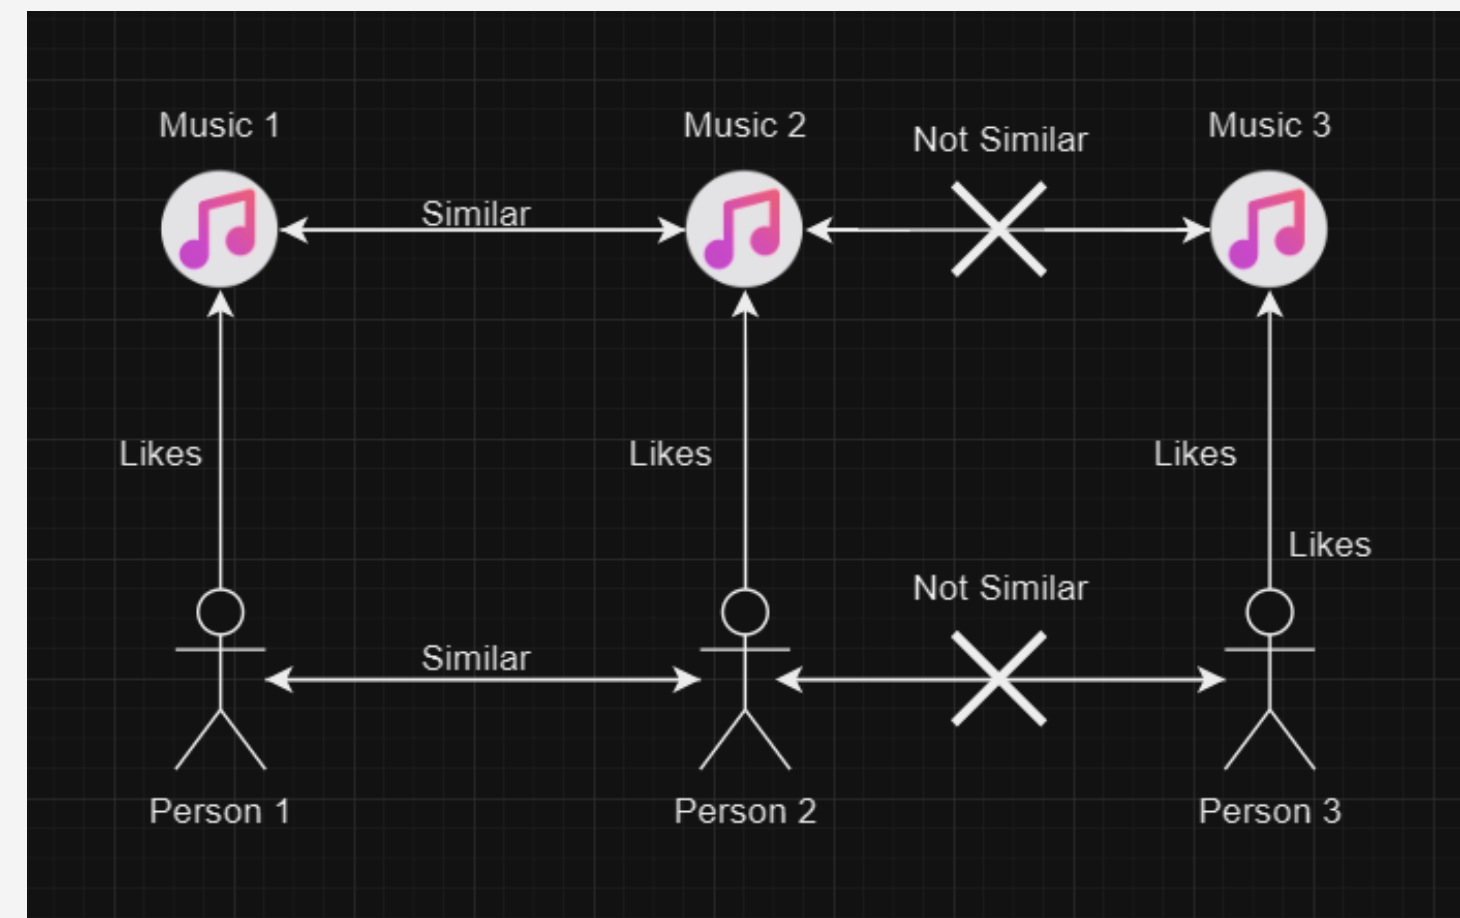 Music 1
Music 2
Not Similar
Music 3
Similar
Likes
Likes
Likes
Likes
Not Similar
Similar
Person 1
Person 2
Person 3